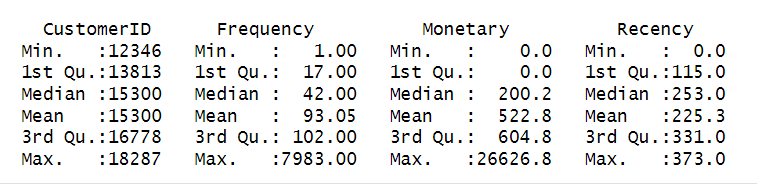 CustomerID Frequency Monetary Recency
Min. :12346 Min. : 1.00 Min. : 0.0 Min. : 0.0
1st Qu.:13813 1st Qu.: 17.00 1st Qu.: 0.0 1st Qu.:115.0
Median :15300 Median : 42.00 Median : 200.2 Median :253.0
Mean :15300 Mean : 93.05 Mean : 522.8 Mean :225.3
3rd Qu.:16778 3rd Qu.: 102.00 3rd Qu.: 604.8 3rd Qu.:331.0
Max. :18287 Max. :7983.00 Max. :26626.8 Max. :373.0